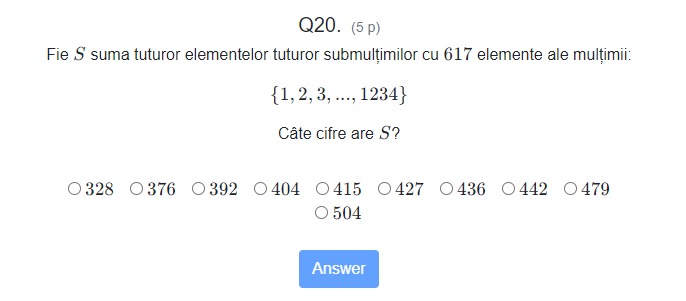 Q20. (5 p)
Fie S suma tuturor elementelor tuturor submulțimilor cu 617 elemente ale mulțimii:
{1, 2, 3, ..., 1234}
Câte cifre are S?
328 376 392 404 415 427 436 442 479
504
Answer